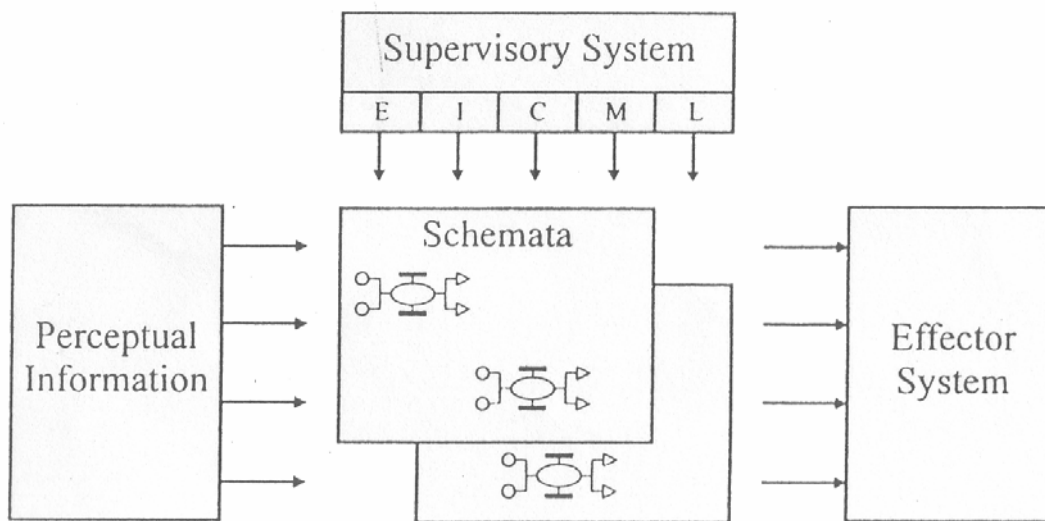 Supervisory System
E I C M L
Schemata
Perceptual
Information
Effector
System